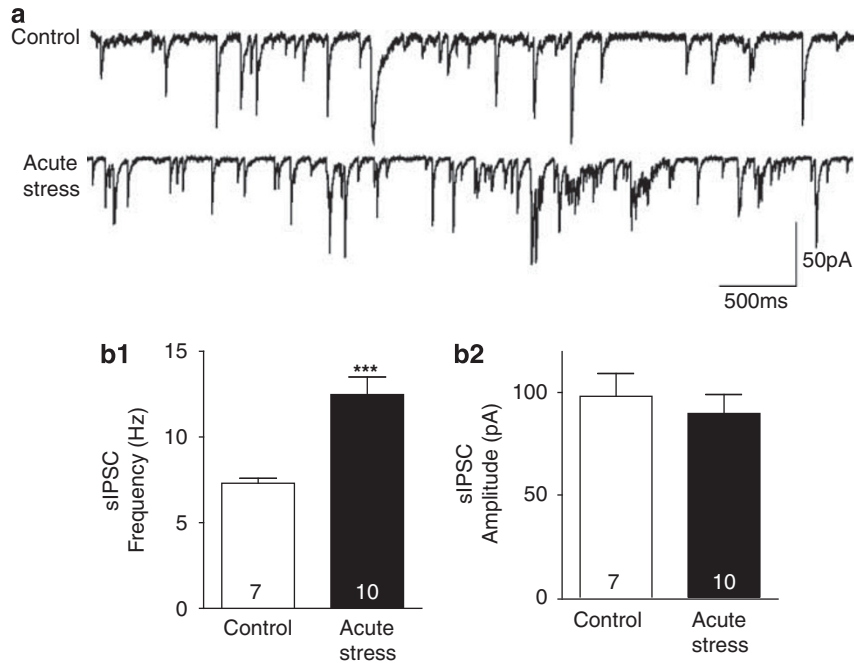 a
Control
Acute
stress
50pA
500ms
b1
sIPSC
Frequency (Hz)
15
10
5
0
***
7
10
Control
Acute
stress
b2
sIPSC
Amplitude (pA)
100
50
0
7
10
Control
Acute
stress